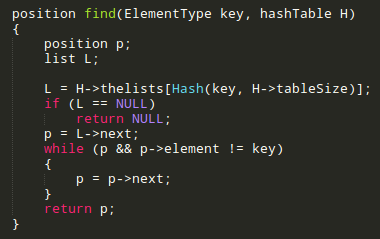 position find(ElementType key, hashTable H)
{
    position p;
    list L;

    L = H->thelists[Hash(key, H->tableSize)];
    if (L == NULL)
        return NULL;
    p = L->next;
    while (p && p->element != key)
    {
        p = p->next;
    }
    return p;
}